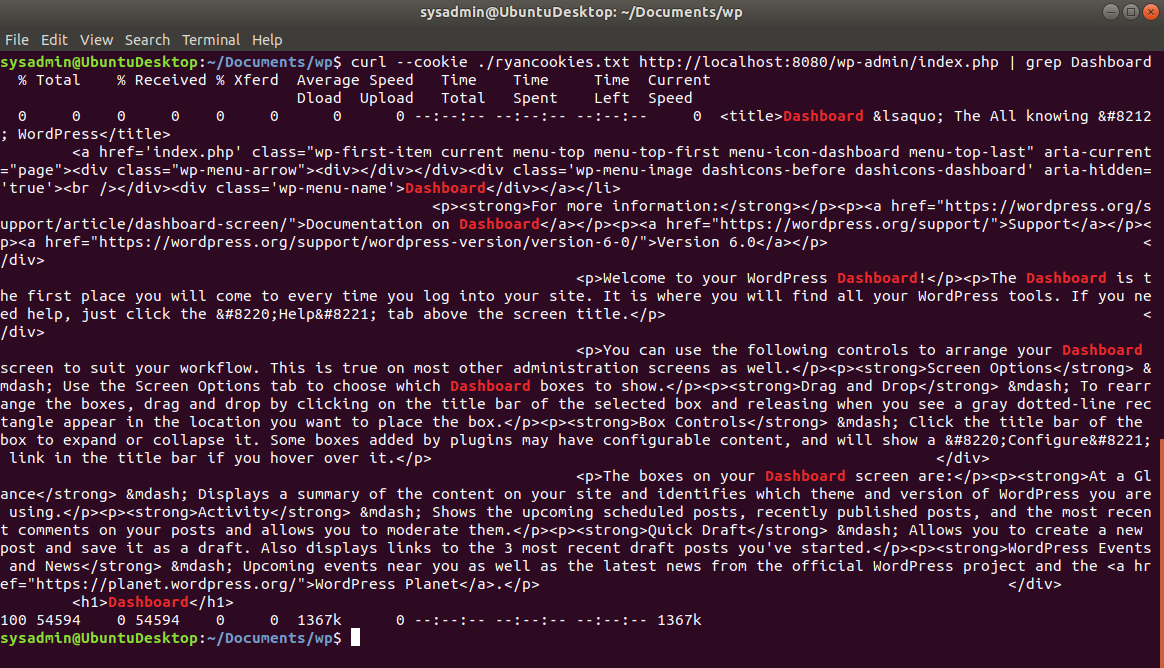 sysadmin@UbuntuDesktop: ~/Documents/wp
File Edit View Search Terminal Help
sysadmin@UbuntuDesktop:~/Documents/wp$ curl --cookie ./ryancookies.txt http://localhost:8080/wp-admin/index.php | grep Dashboard
  % Total    % Received % Xferd  Average Speed   Time    Time     Time  Current
                                 Dload  Upload   Total   Spent    Left  Speed
  0     0    0     0    0     0      0      0 --:--:-- --:--:-- --:--:--     0  <title>Dashboard &lsaquo; The All knowing &#8212
; WordPress</title>
        <a href='index.php' class="wp-first-item current menu-top menu-top-first menu-icon-dashboard menu-top-last" aria-current
="page"><div class="wp-menu-arrow"><div></div></div><div class='wp-menu-image dashicons-before dashicons-dashboard' aria-hidden=
'true'><br /></div><div class='wp-menu-name'>Dashboard</div></a></li>
                                                <p><strong>For more information:</strong></p><p><a href="https://wordpress.org/s
upport/article/dashboard-screen/">Documentation on Dashboard</a></p><p><a href="https://wordpress.org/support/">Support</a></p><
p><a href="https://wordpress.org/support/wordpress-version/version-6-0/">Version 6.0</a></p>                                   <
/div>
                                                                <p>Welcome to your WordPress Dashboard!</p><p>The Dashboard is t
he first place you will come to every time you log into your site. It is where you will find all your WordPress tools. If you ne
ed help, just click the &#8220;Help&#8221; tab above the screen title.</p>                                                     <
/div>
                                                                <p>You can use the following controls to arrange your Dashboard
screen to suit your workflow. This is true on most other administration screens as well.</p><p><strong>Screen Options</strong> &
mdash; Use the Screen Options tab to choose which Dashboard boxes to show.</p><p><strong>Drag and Drop</strong> &mdash; To rearr
ange the boxes, drag and drop by clicking on the title bar of the selected box and releasing when you see a gray dotted-line rec
tangle appear in the location you want to place the box.</p><p><strong>Box Controls</strong> &mdash; Click the title bar of the
box to expand or collapse it. Some boxes added by plugins may have configurable content, and will show a &#8220;Configure&#8221;
 link in the title bar if you hover over it.</p>                                                        </div>
                                                                <p>The boxes on your Dashboard screen are:</p><p><strong>At a Gl
ance</strong> &mdash; Displays a summary of the content on your site and identifies which theme and version of WordPress you are
 using.</p><p><strong>Activity</strong> &mdash; Shows the upcoming scheduled posts, recently published posts, and the most recen
t comments on your posts and allows you to moderate them.</p><p><strong>Quick Draft</strong> &mdash; Allows you to create a new
post and save it as a draft. Also displays links to the 3 most recent draft posts you've started.</p><p><strong>WordPress Events
 and News</strong> &mdash; Upcoming events near you as well as the latest news from the official WordPress project and the <a hr
ef="https://planet.wordpress.org/">WordPress Planet</a>.</p>                                                    </div>
        <h1>Dashboard</h1>
100 54594    0 54594    0     0  1367k      0 --:--:-- --:--:-- --:--:-- 1367k
sysadmin@UbuntuDesktop:~/Documents/wp$